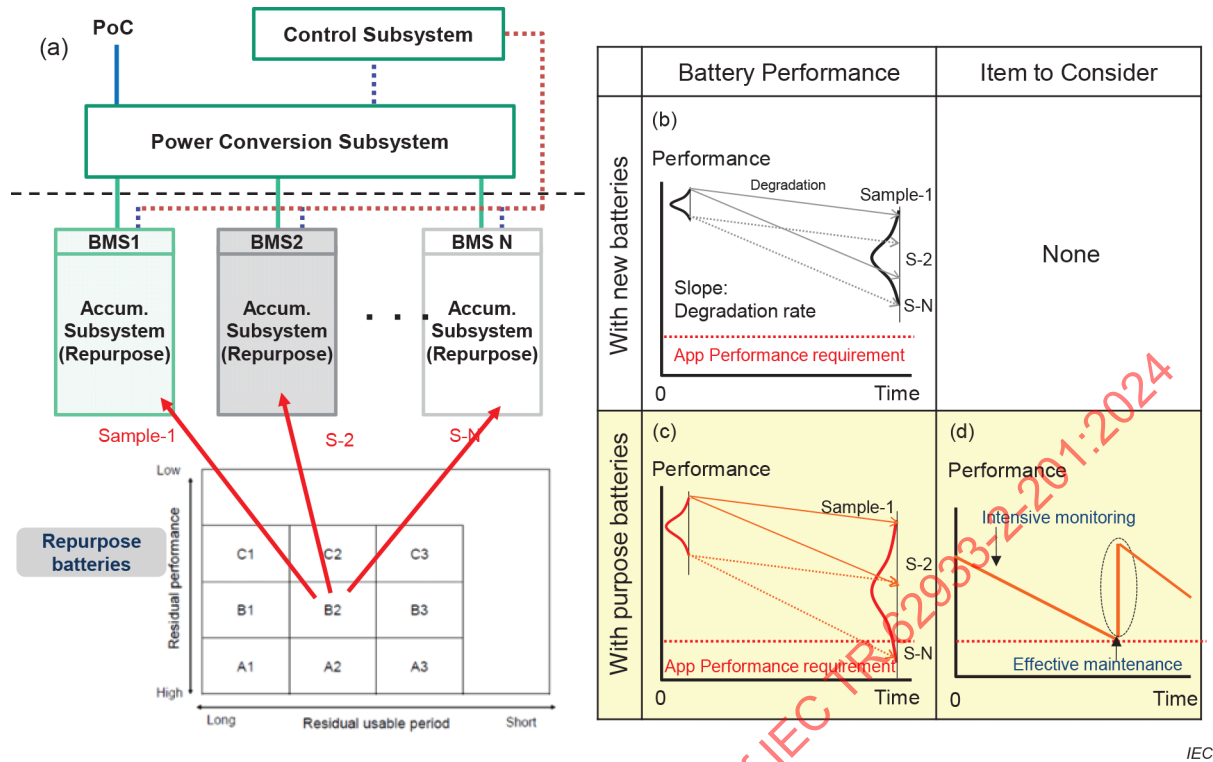 (a)
PoC
Control Subsystem
Power Conversion Subsystem
BMS1
Accum.
Subsystem
(Repurpose)
BMS2
Accum.
Subsystem
(Repurpose)
. . .
BMS N
Accum.
Subsystem
(Repurpose)
Sample-1
S-2
S-N
Repurpose
batteries
Low
Residual performance
High
C1
C2
C3
B1
B2
B3
A1
A2
A3
Long
Residual usable period
Short
Battery Performance
Item to Consider
With new batteries
(b)
Performance
Degradation
Sample-1
S-2
S-N
Slope:
Degradation rate
App Performance requirement
0
Time
None
With purpose batteries
(c)
Performance
Sample-1
S-2
S-N
App Performance requirement
0
Time
(d)
Performance
Intensive monitoring
Effective maintenance
0
Time
IEC TR 62933-2-201:2024
IEC